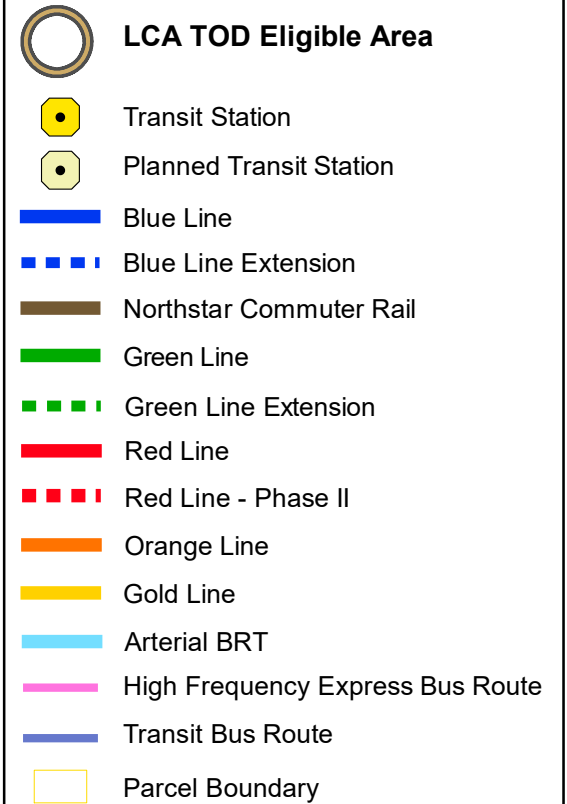 LCA TOD Eligible Area
Transit Station
Planned Transit Station
Blue Line
Blue Line Extension
Northstar Commuter Rail
Green Line
Green Line Extension
Red Line
Red Line - Phase II
Orange Line
Gold Line
Arterial BRT
High Frequency Express Bus Route
Transit Bus Route
Parcel Boundary